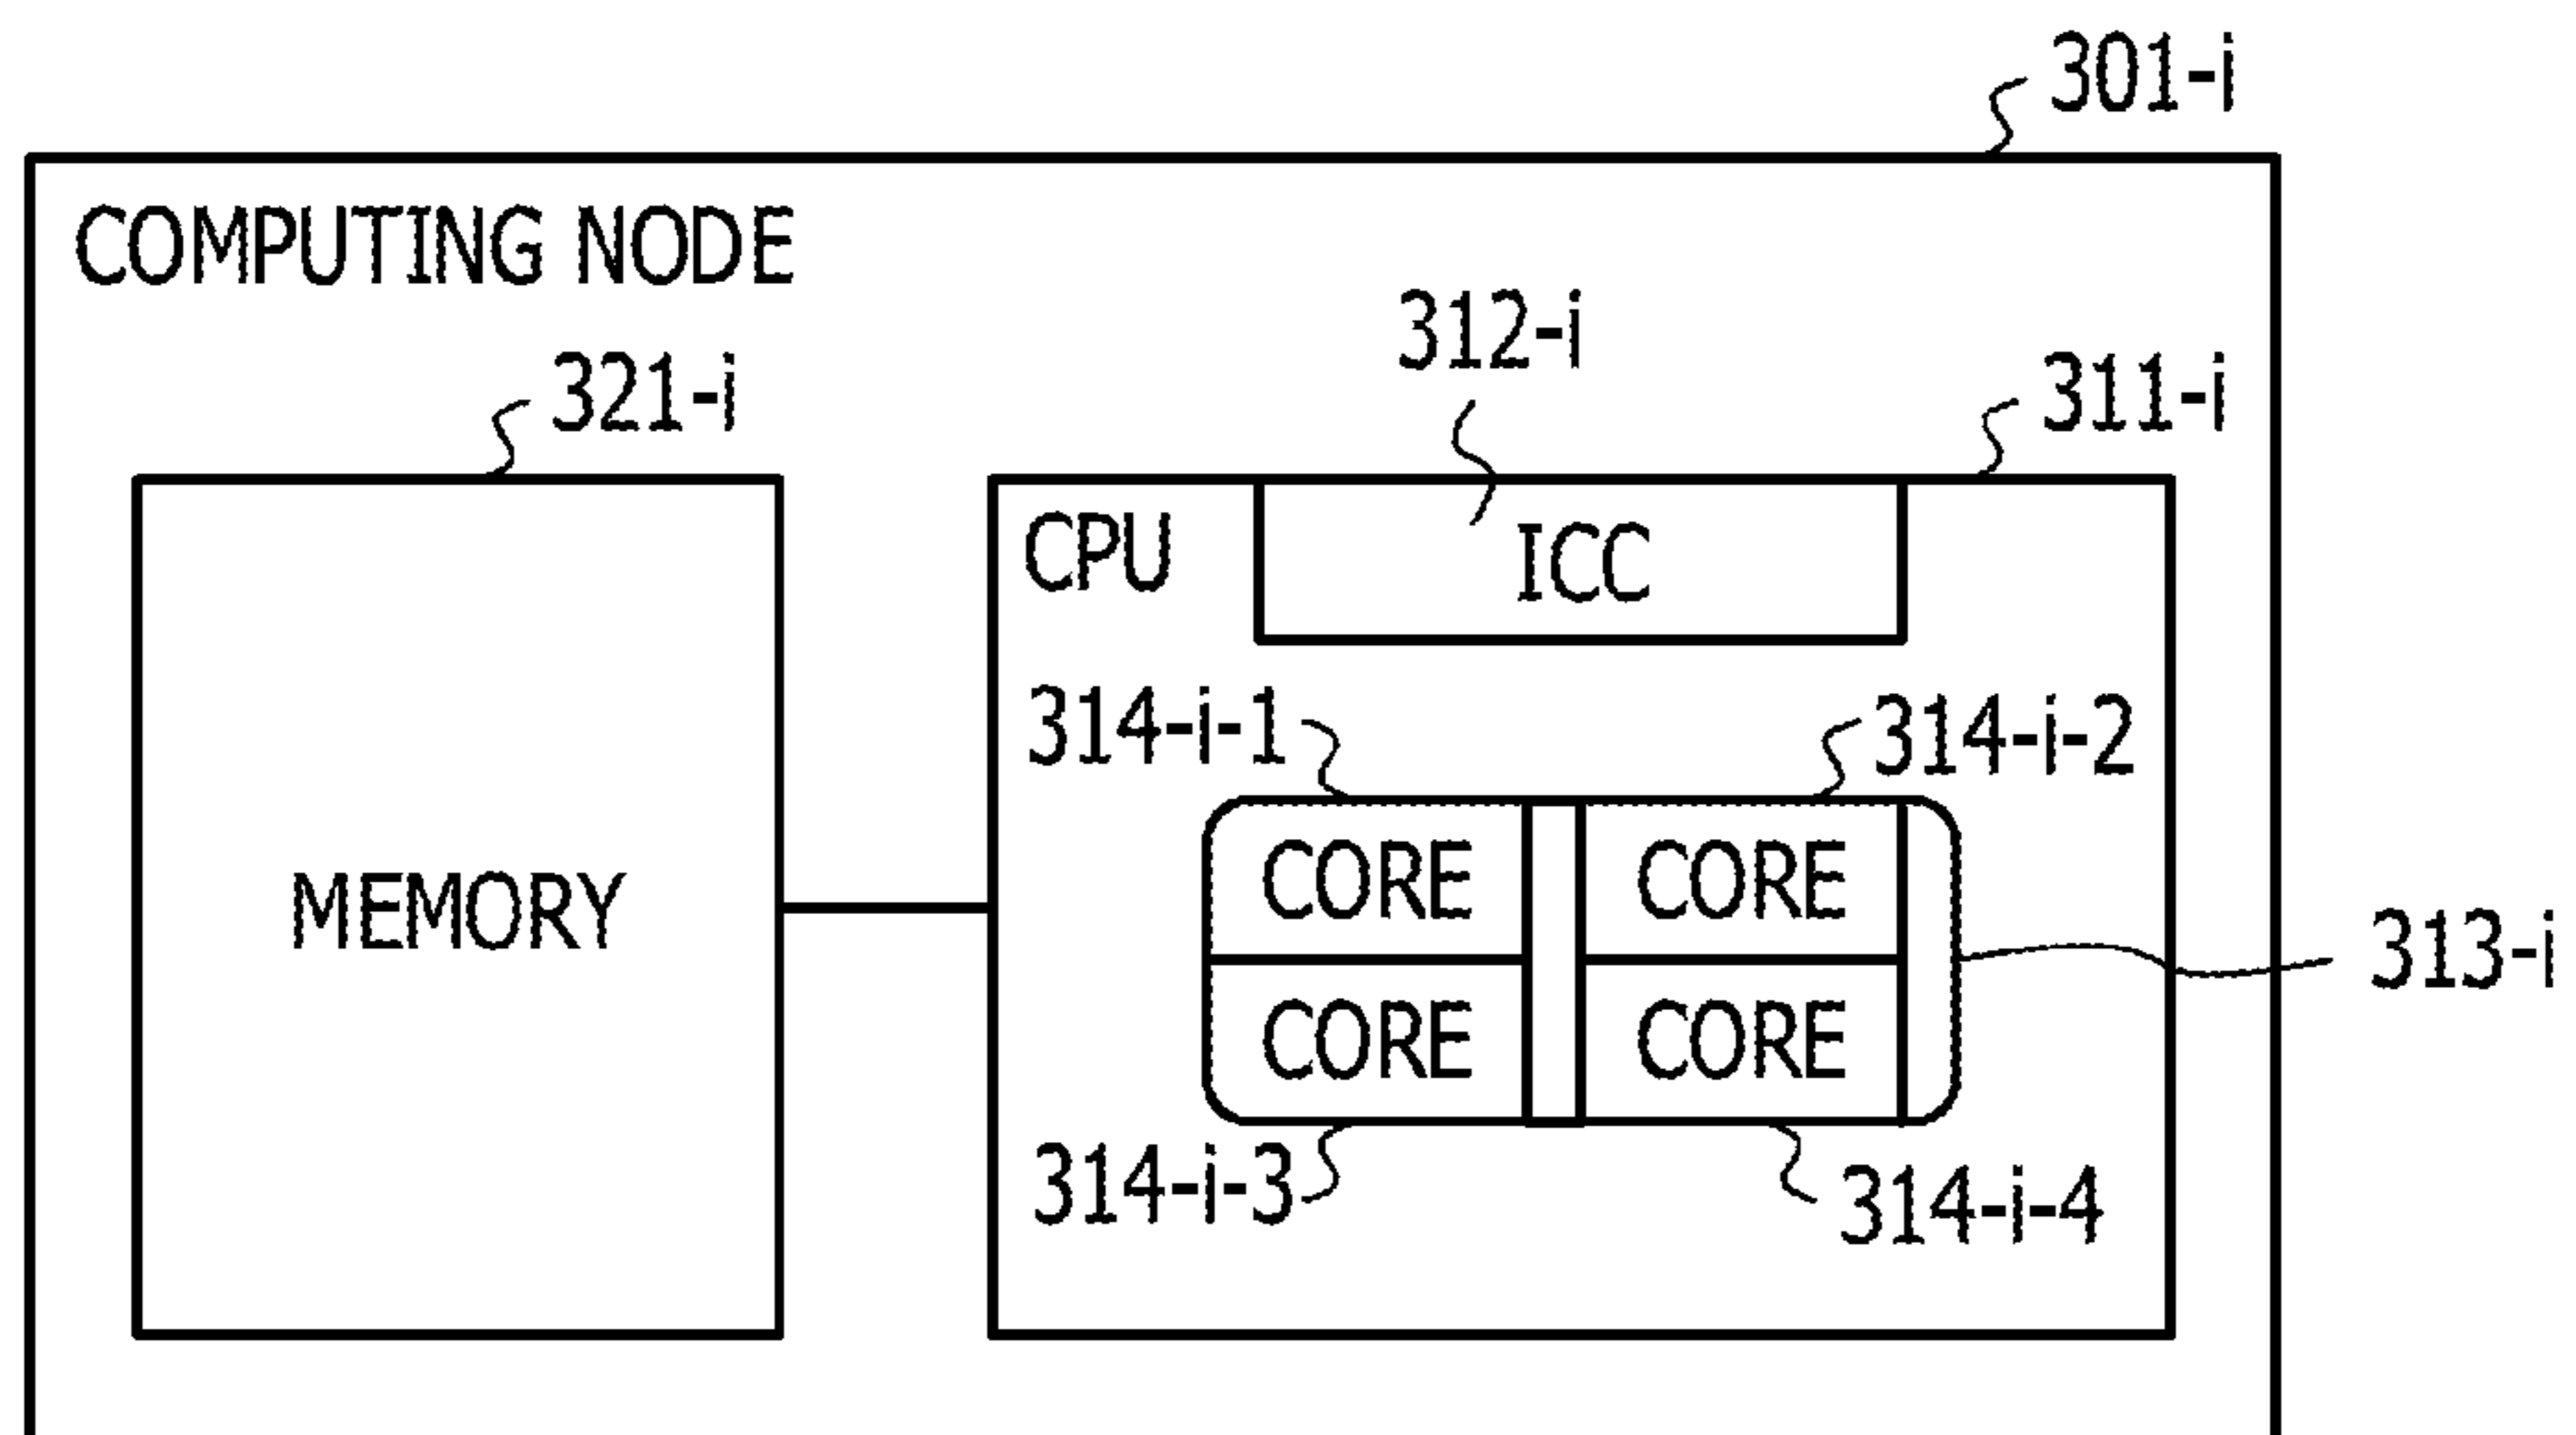 301-i
COMPUTING NODE
312-i
321-i
311-i
CPU
ICC
314-i-1
314-i-2
CORE
CORE
MEMORY
313-i
CORE
CORE
314-i-3
314-i-4